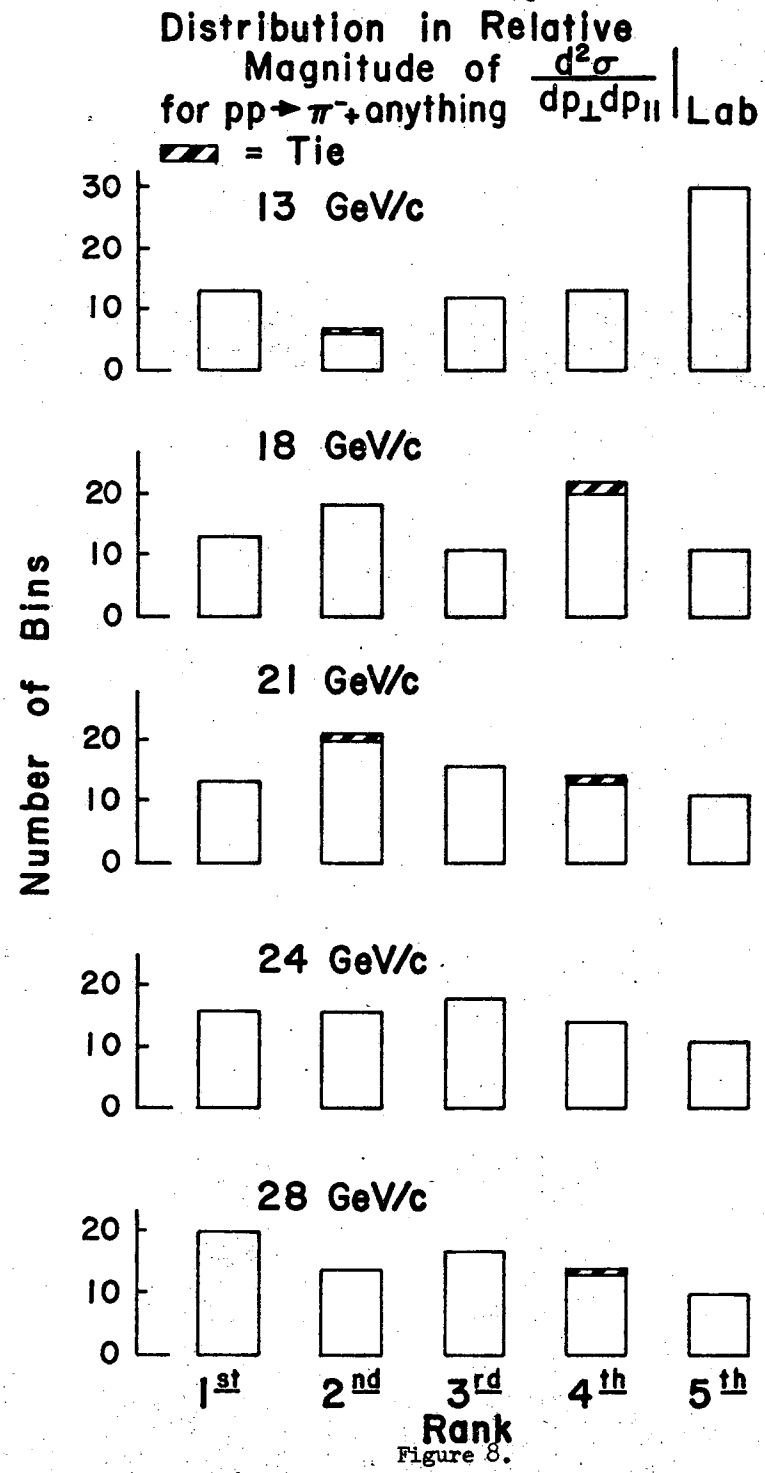 Distribution in Relative
Magnitude of d²σ / dp⊥dp∥ | Lab
for pp→π⁻+anything
= Tie
13 GeV/c
30
20
10
0
18 GeV/c
20
10
0
21 GeV/c
20
10
0
24 GeV/c
20
10
0
28 GeV/c
20
10
0
Number of Bins
1st 2nd 3rd 4th 5th
Rank
Figure 8.